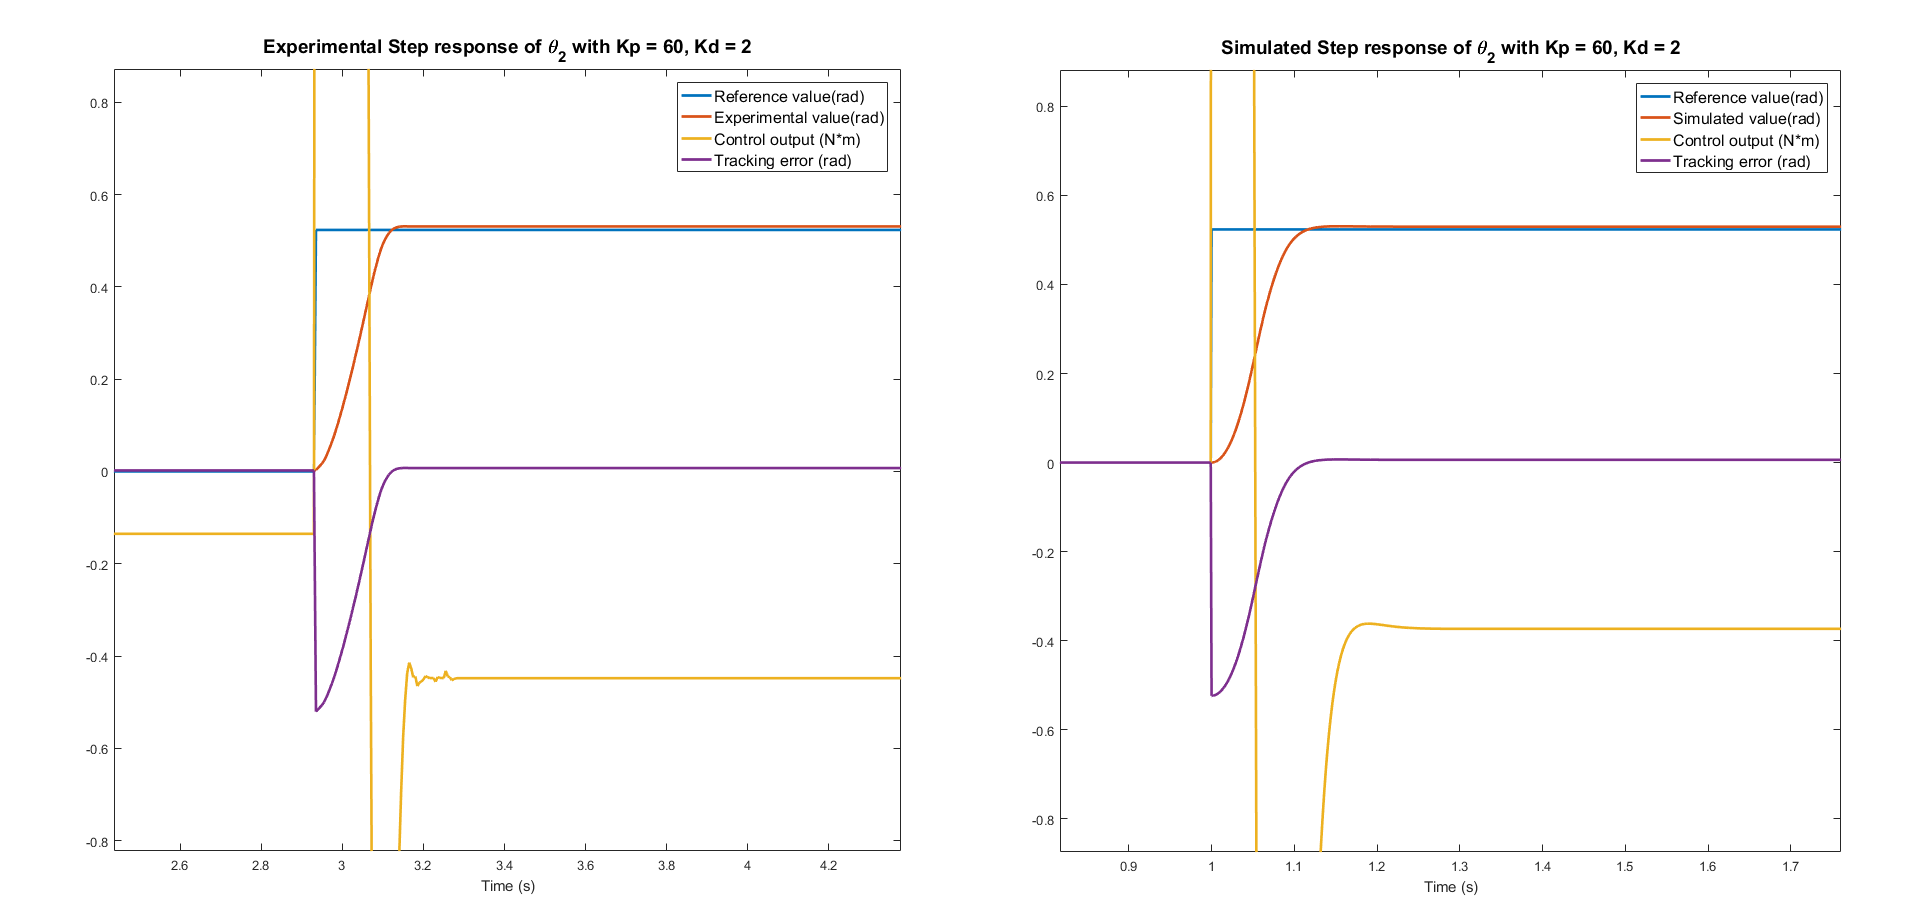 Experimental Step response of θ2 with Kp = 60, Kd = 2
Reference value(rad)
Experimental value(rad)
Control output (N*m)
Tracking error (rad)
0.8
0.6
0.4
0.2
0
-0.2
-0.4
-0.6
-0.8
2.6 2.8 3 3.2 3.4 3.6 3.8 4 4.2
Time (s)
Simulated Step response of θ2 with Kp = 60, Kd = 2
Reference value(rad)
Simulated value(rad)
Control output (N*m)
Tracking error (rad)
0.8
0.6
0.4
0.2
0
-0.2
-0.4
-0.6
-0.8
0.9 1 1.1 1.2 1.3 1.4 1.5 1.6 1.7
Time (s)